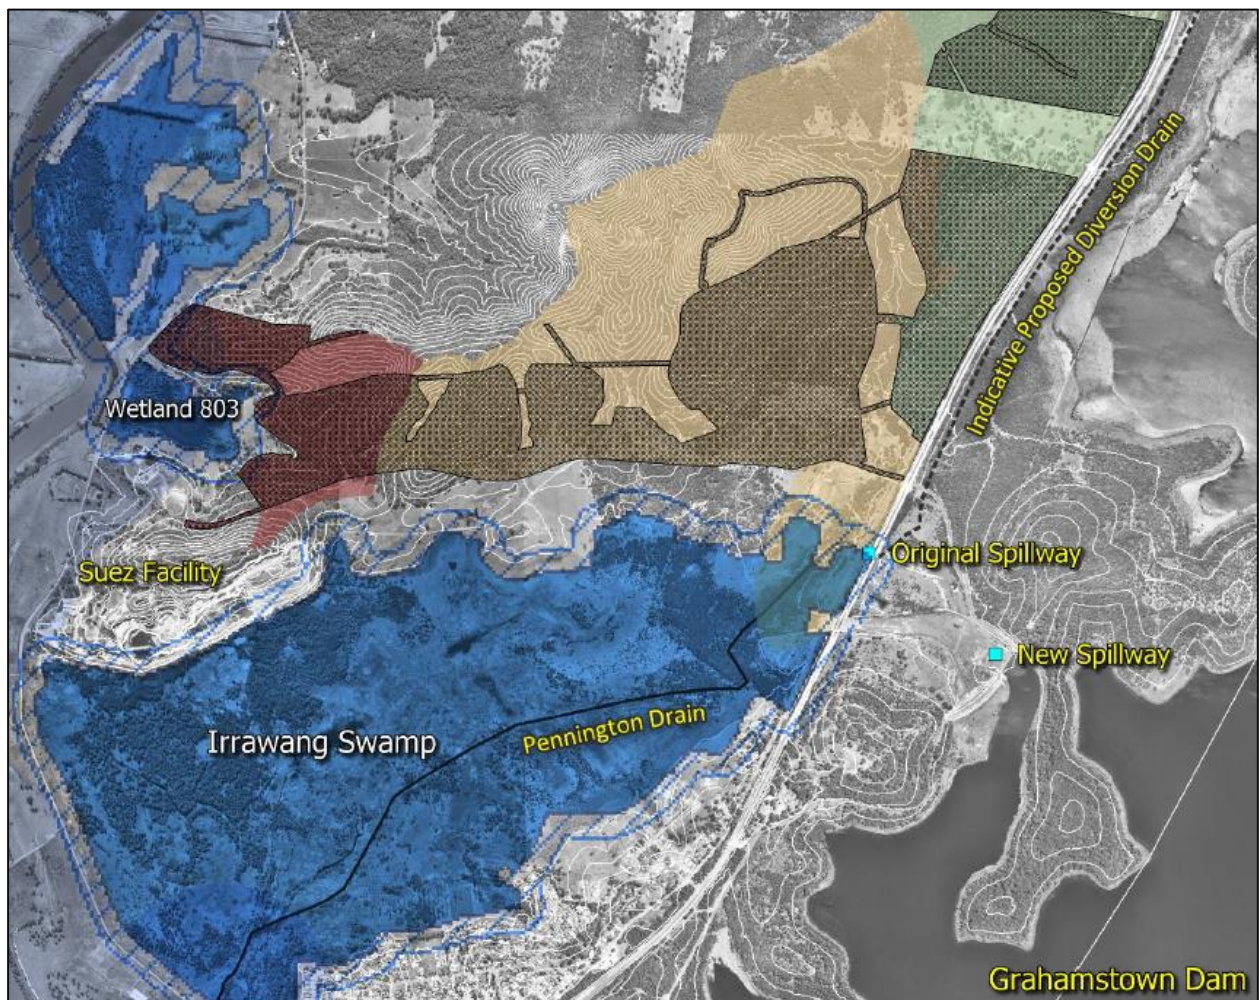 Indicative Proposed Diversion Drain
Wetland 803
Original Spillway
Suez Facility
New Spillway
Pennington Drain
Irrawang Swamp
Grahamstown Dam